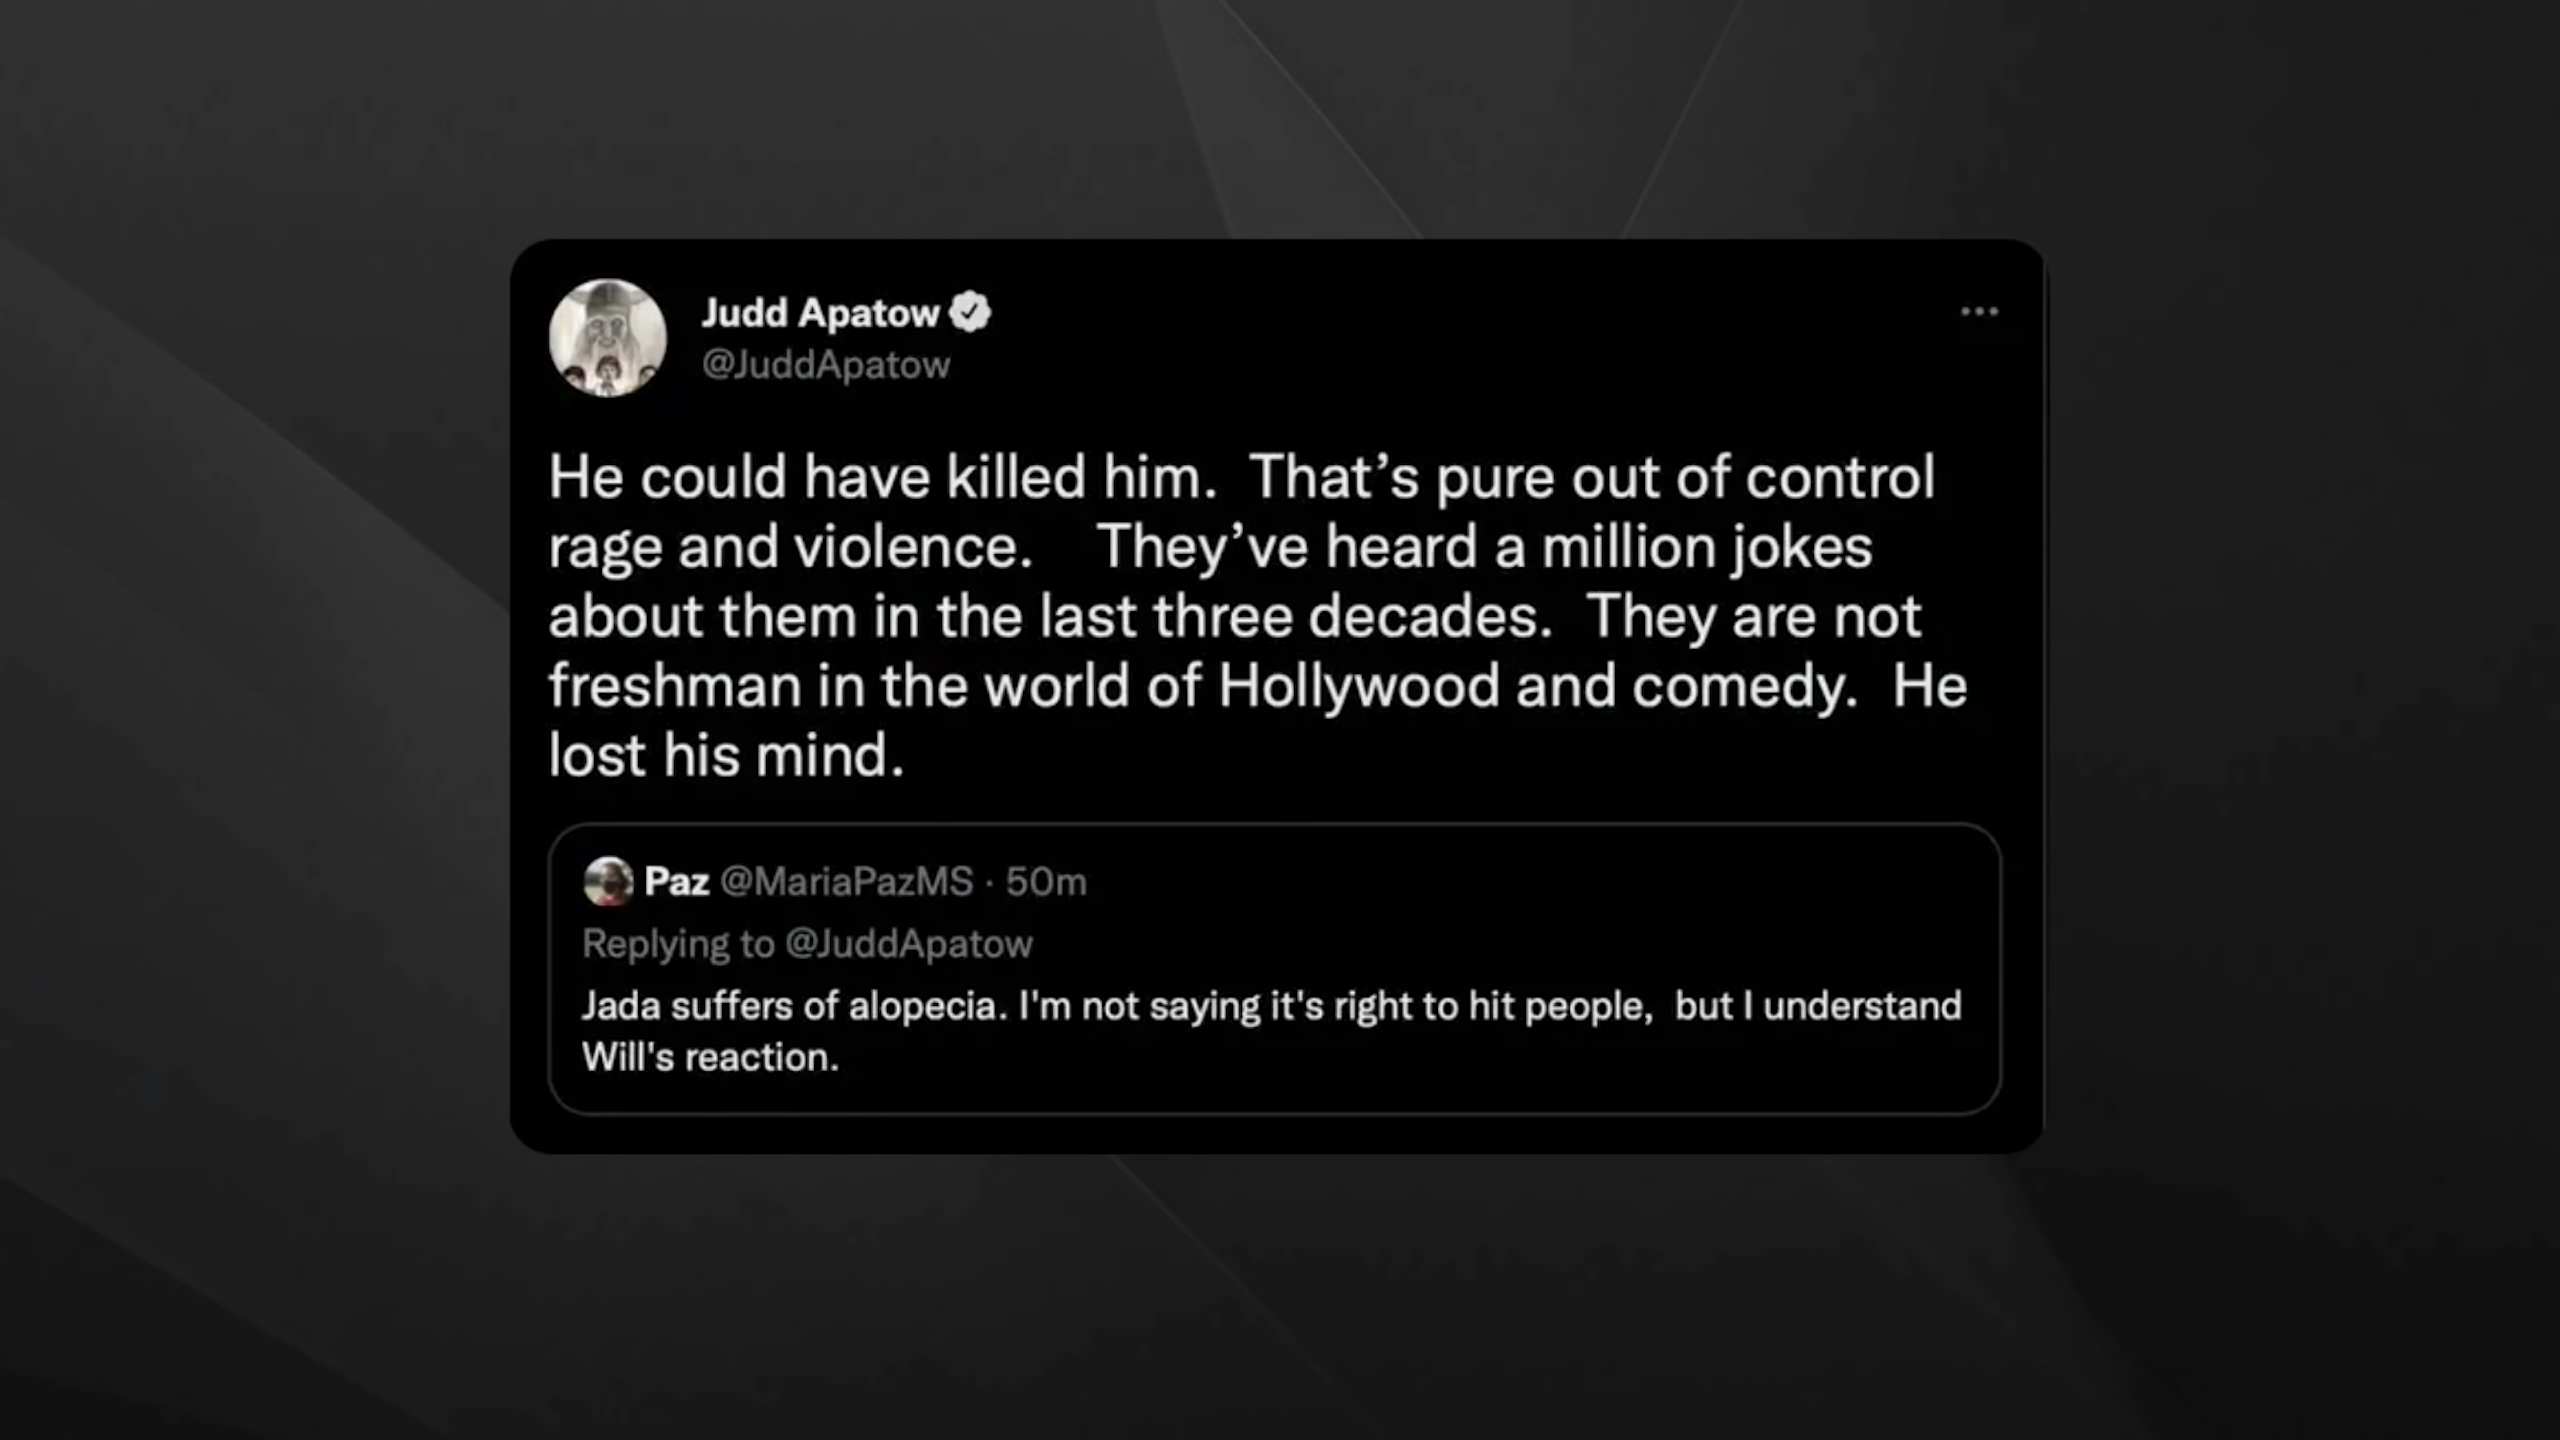 Judd Apatow
@JuddApatow
He could have killed him.  That’s pure out of control
rage and violence.    They’ve heard a million jokes
about them in the last three decades.  They are not
freshman in the world of Hollywood and comedy.  He
lost his mind.
Paz @MariaPazMS · 50m
Replying to @JuddApatow
Jada suffers of alopecia. I'm not saying it's right to hit people,  but I understand
Will's reaction.